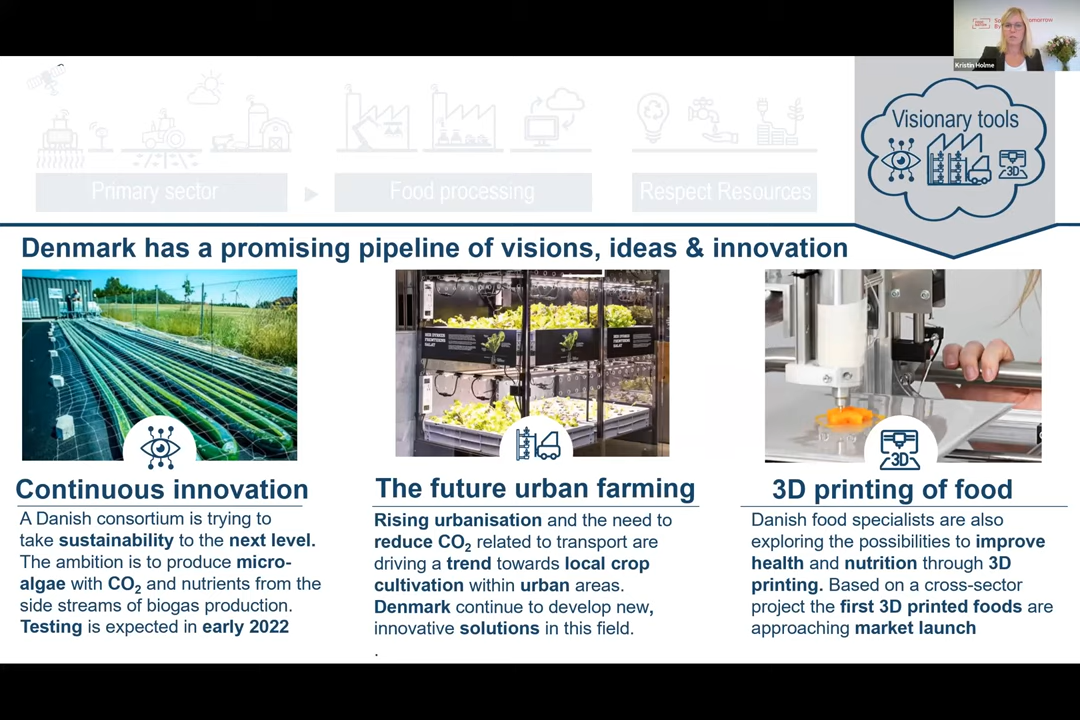 Kristin Holme
Visionary tools
3D
Primary sector
Food processing
Respect Resources
Denmark has a promising pipeline of visions, ideas & innovation
3D
Continuous innovation
A Danish consortium is trying to
take sustainability to the next level.
The ambition is to produce micro-
algae with CO2 and nutrients from the
side streams of biogas production.
Testing is expected in early 2022
The future urban farming
Rising urbanisation and the need to
reduce CO2 related to transport are
driving a trend towards local crop
cultivation within urban areas.
Denmark continue to develop new,
innovative solutions in this field.
.
3D printing of food
Danish food specialists are also
exploring the possibilities to improve
health and nutrition through 3D
printing. Based on a cross-sector
project the first 3D printed foods are
approaching market launch